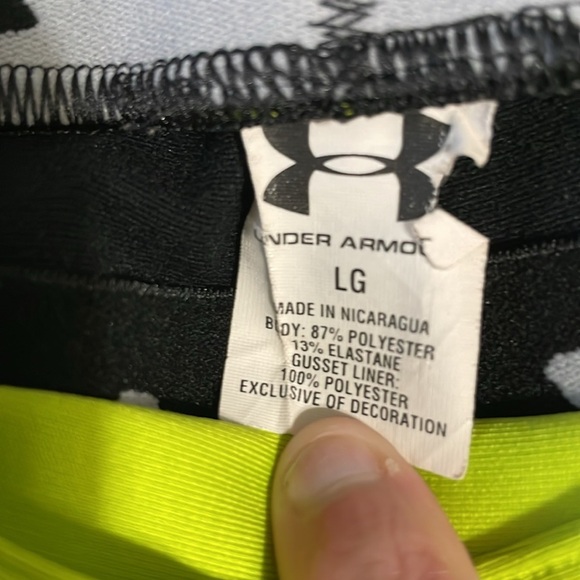 UNDER ARMOU
LG
MADE IN NICARAGUA
BODY: 87% POLYESTER
13% ELASTANE
GUSSET LINER:
100% POLYESTER
EXCLUSIVE OF DECORATION